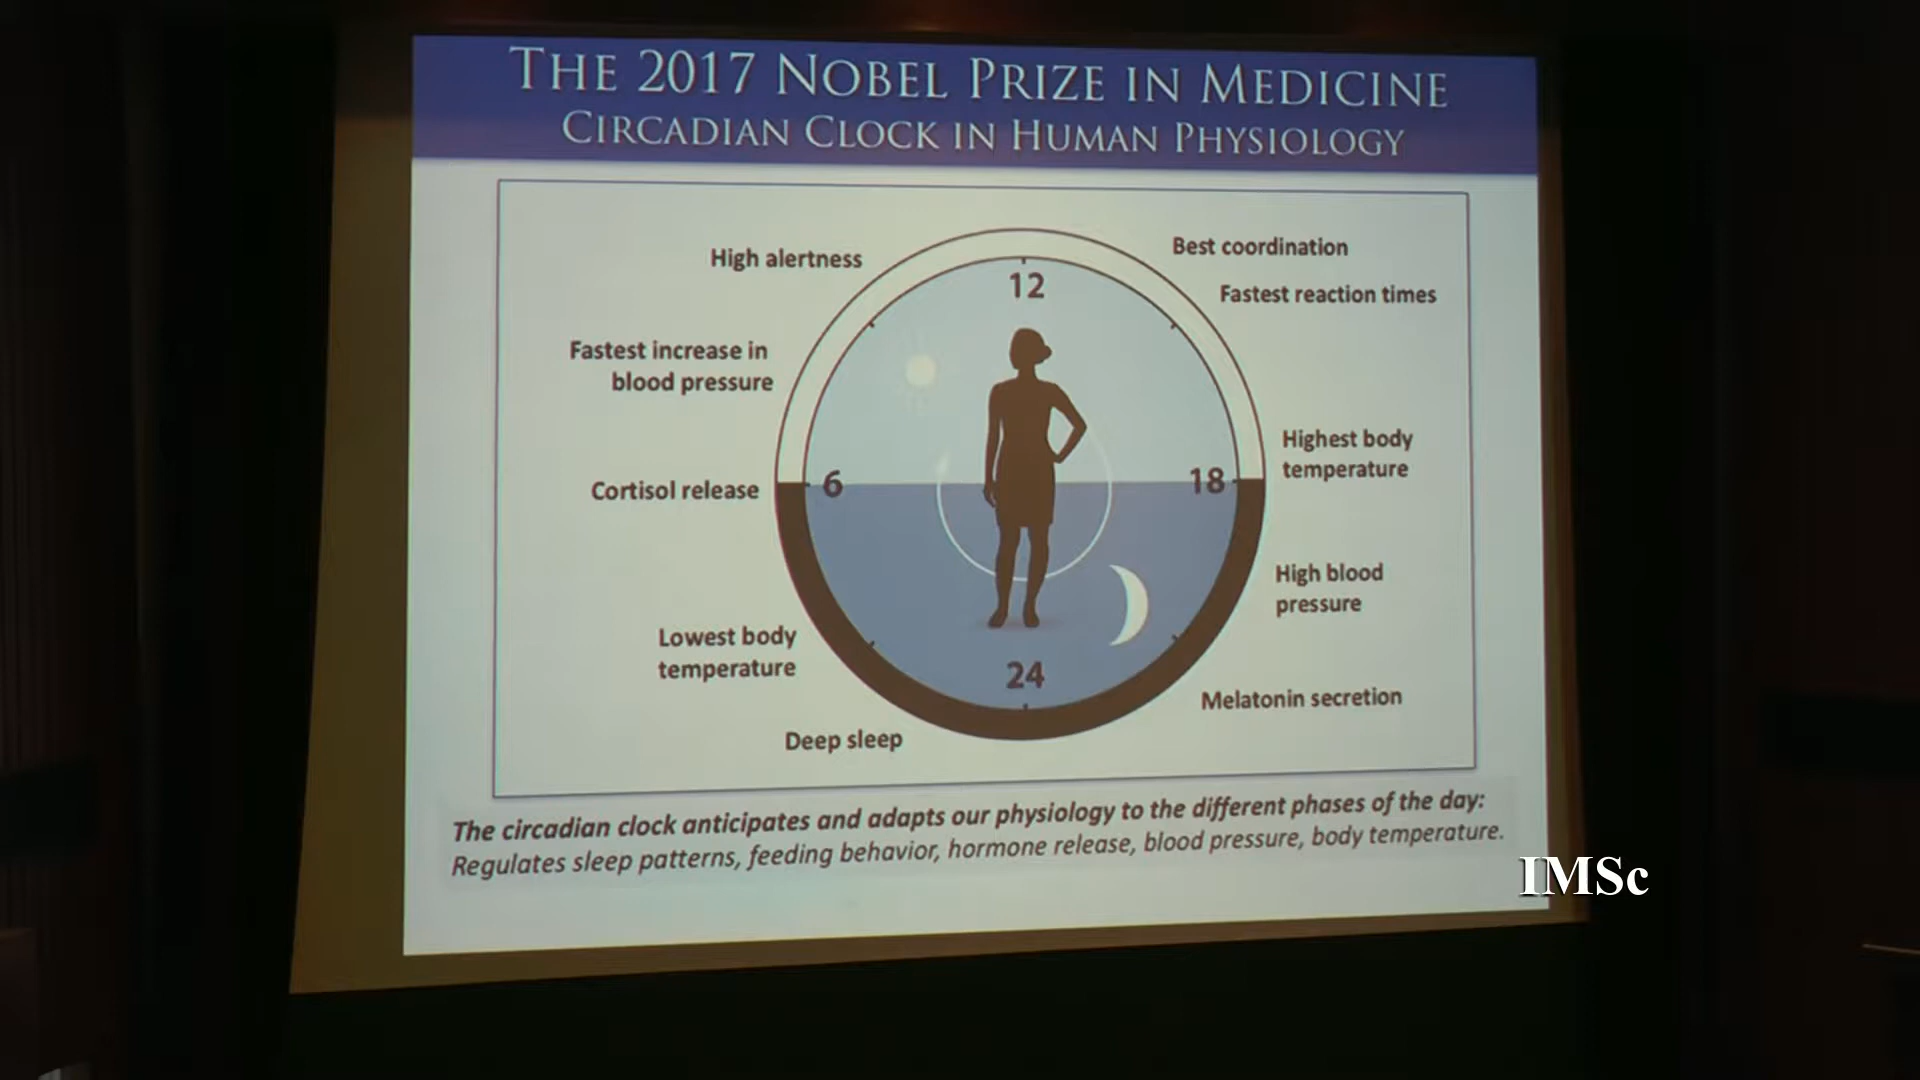 THE 2017 NOBEL PRIZE IN MEDICINE
CIRCADIAN CLOCK IN HUMAN PHYSIOLOGY
High alertness
Best coordination
12
Fastest reaction times
Fastest increase in
blood pressure
Highest body
temperature
Cortisol release
6
18
High blood
pressure
Lowest body
temperature
24
Melatonin secretion
Deep sleep
The circadian clock anticipates and adapts our physiology to the different phases of the day:
Regulates sleep patterns, feeding behavior, hormone release, blood pressure, body temperature.
IMSc